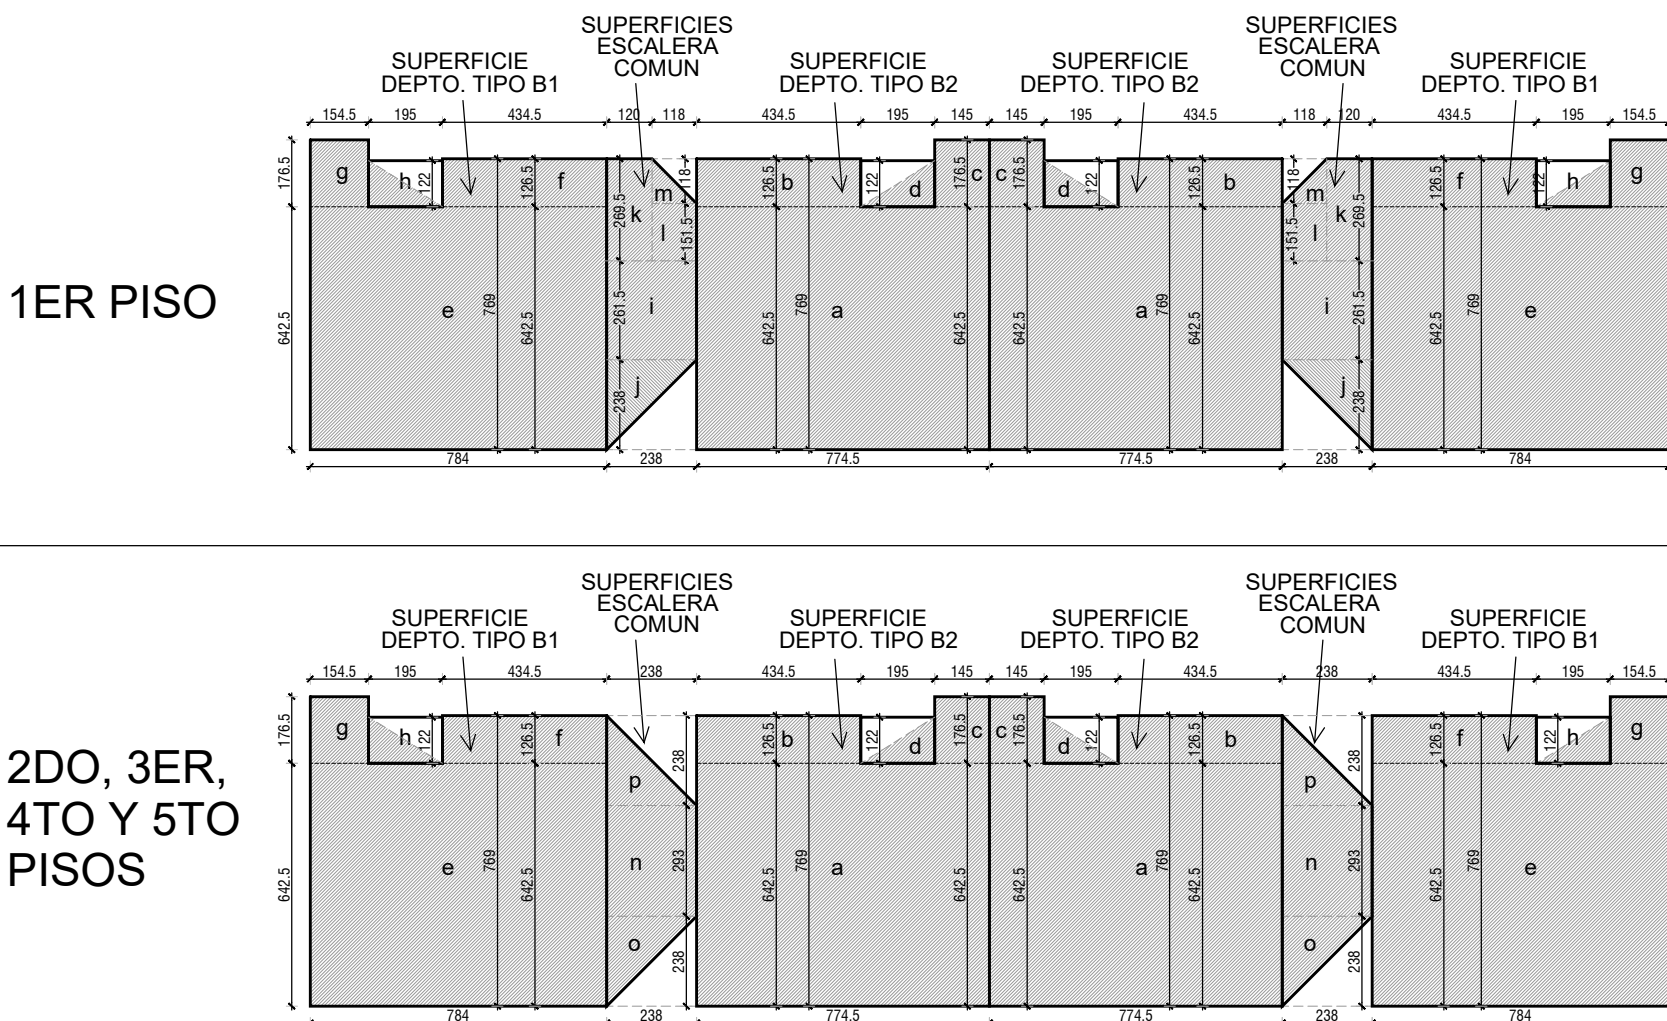 SUPERFICIES
ESCALERA
COMUN
SUPERFICIES
ESCALERA
COMUN
SUPERFICIE
DEPTO. TIPO B1
SUPERFICIE
DEPTO. TIPO B2
SUPERFICIE
DEPTO. TIPO B2
SUPERFICIE
DEPTO. TIPO B1
154.5 195 434.5 120 118 434.5 195 145 145 195 434.5 118 120 434.5 195 154.5
176.5 g h 122 126.5 f 269.5 k m 118 l 151.5 126.5 b 122 d 176.5 c c 176.5 d 122 126.5 b 118 m 151.5 l k 269.5 126.5 f 122 h g
1ER PISO
642.5 e 769 642.5 261.5 i 642.5 769 a 642.5 642.5 a 769 642.5 i 261.5 642.5 769 e
238 j j 238
784 238 774.5 774.5 238 784
SUPERFICIES
ESCALERA
COMUN
SUPERFICIES
ESCALERA
COMUN
SUPERFICIE
DEPTO. TIPO B1
SUPERFICIE
DEPTO. TIPO B2
SUPERFICIE
DEPTO. TIPO B2
SUPERFICIE
DEPTO. TIPO B1
154.5 195 434.5 238 434.5 195 145 145 195 434.5 238 434.5 195 154.5
176.5 g h 122 126.5 f p 238 126.5 b 122 d 176.5 c c 176.5 d 122 126.5 b p 238 126.5 f 122 h g
2DO, 3ER,
4TO Y 5TO
PISOS
642.5 e 769 642.5 n 293 642.5 769 a 642.5 642.5 a 769 642.5 n 293 642.5 769 e
o 238 o 238
784 238 774.5 774.5 238 784